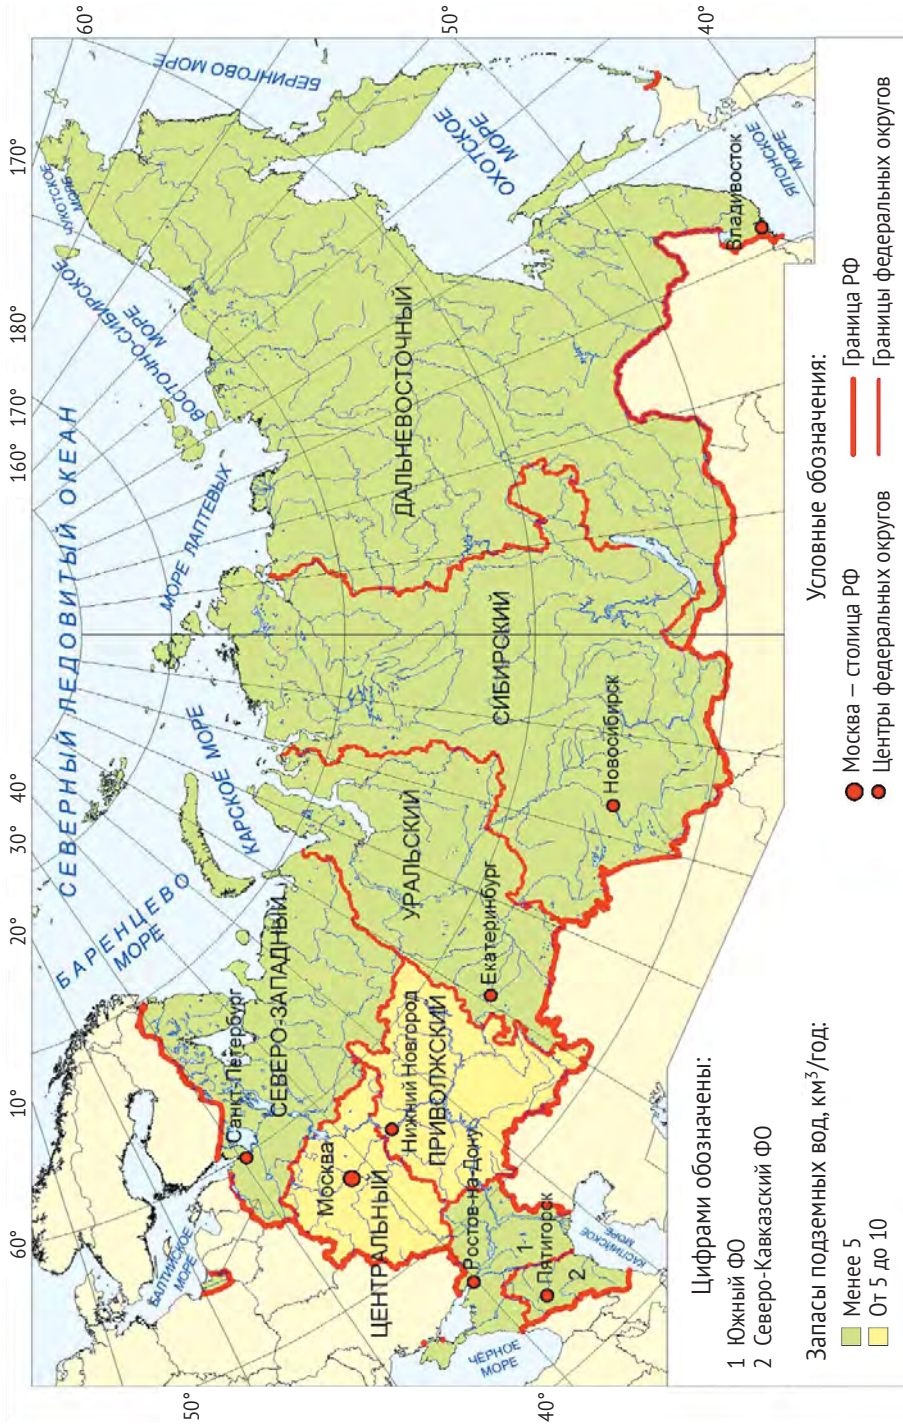 60°
50°
40°
170°
180°
170°
160°
40°
30°
20°
10°
60°
50°
40°
СЕВЕРНЫЙ ЛЕДОВИТЫЙ ОКЕАН
БАРЕНЦЕВО
МОРЕ
КАРСКОЕ МОРЕ
МОРЕ ЛАПТЕВЫХ
ВОСТОЧНО-СИБИРСКОЕ
МОРЕ
ЧУКОТСКОЕ
МОРЕ
БЕРИНГОВО МОРЕ
ОХОТСКОЕ
МОРЕ
ЯПОНСКОЕ
МОРЕ
БАЛТИЙСКОЕ
МОРЕ
ЧЁРНОЕ
МОРЕ
КАСПИЙСКОЕ
МОРЕ
Санкт-Петербург
СЕВЕРО-ЗАПАДНЫЙ
Москва
ЦЕНТРАЛЬНЫЙ
Нижний Новгород
ПРИВОЛЖСКИЙ
Ростов-на-Дону
1
Пятигорск
2
УРАЛЬСКИЙ
Екатеринбург
СИБИРСКИЙ
Новосибирск
ДАЛЬНЕВОСТОЧНЫЙ
Владивосток
Цифрами обозначены:
1 Южный ФО
2 Северо-Кавказский ФО
Запасы подземных вод, км³/год:
Менее 5
От 5 до 10
Условные обозначения:
Москва – столица РФ
Центры федеральных округов
Граница РФ
Границы федеральных округов